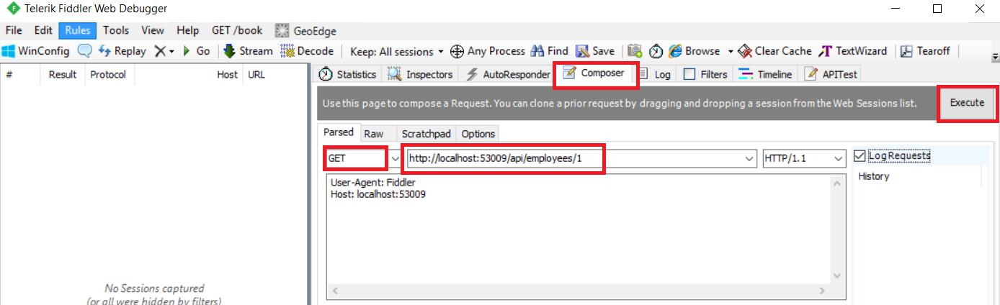 Telerik Fiddler Web Debugger
File Edit Rules Tools View Help GET /book GeoEdge
WinConfig Replay Go Stream Decode Keep: All sessions Any Process Find Save Browse Clear Cache TextWizard Tearoff
# Result Protocol Host URL
Statistics Inspectors AutoResponder Composer Log Filters Timeline APITest
Use this page to compose a Request. You can clone a prior request by dragging and dropping a session from the Web Sessions list. Execute
Parsed Raw Scratchpad Options
GET http://localhost:53009/api/employees/1 HTTP/1.1 Log Requests
User-Agent: Fiddler
Host: localhost:53009
History
No Sessions captured
(or all were hidden by filters)